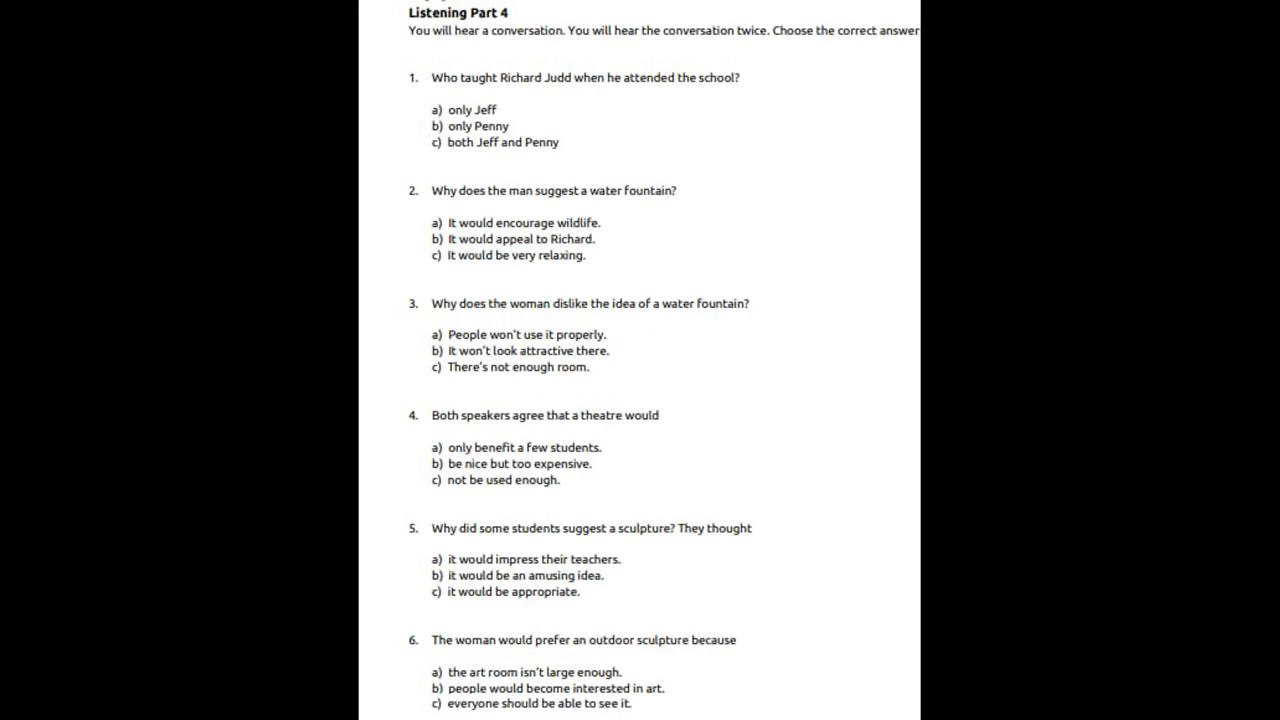 Listening Part 4
You will hear a conversation. You will hear the conversation twice. Choose the correct answer
1. Who taught Richard Judd when he attended the school?
a) only Jeff
b) only Penny
c) both Jeff and Penny
2. Why does the man suggest a water fountain?
a) It would encourage wildlife.
b) It would appeal to Richard.
c) It would be very relaxing.
3. Why does the woman dislike the idea of a water fountain?
a) People won't use it properly.
b) It won't look attractive there.
c) There's not enough room.
4. Both speakers agree that a theatre would
a) only benefit a few students.
b) be nice but too expensive.
c) not be used enough.
5. Why did some students suggest a sculpture? They thought
a) it would impress their teachers.
b) it would be an amusing idea.
c) it would be appropriate.
6. The woman would prefer an outdoor sculpture because
a) the art room isn't large enough.
b) people would become interested in art.
c) everyone should be able to see it.